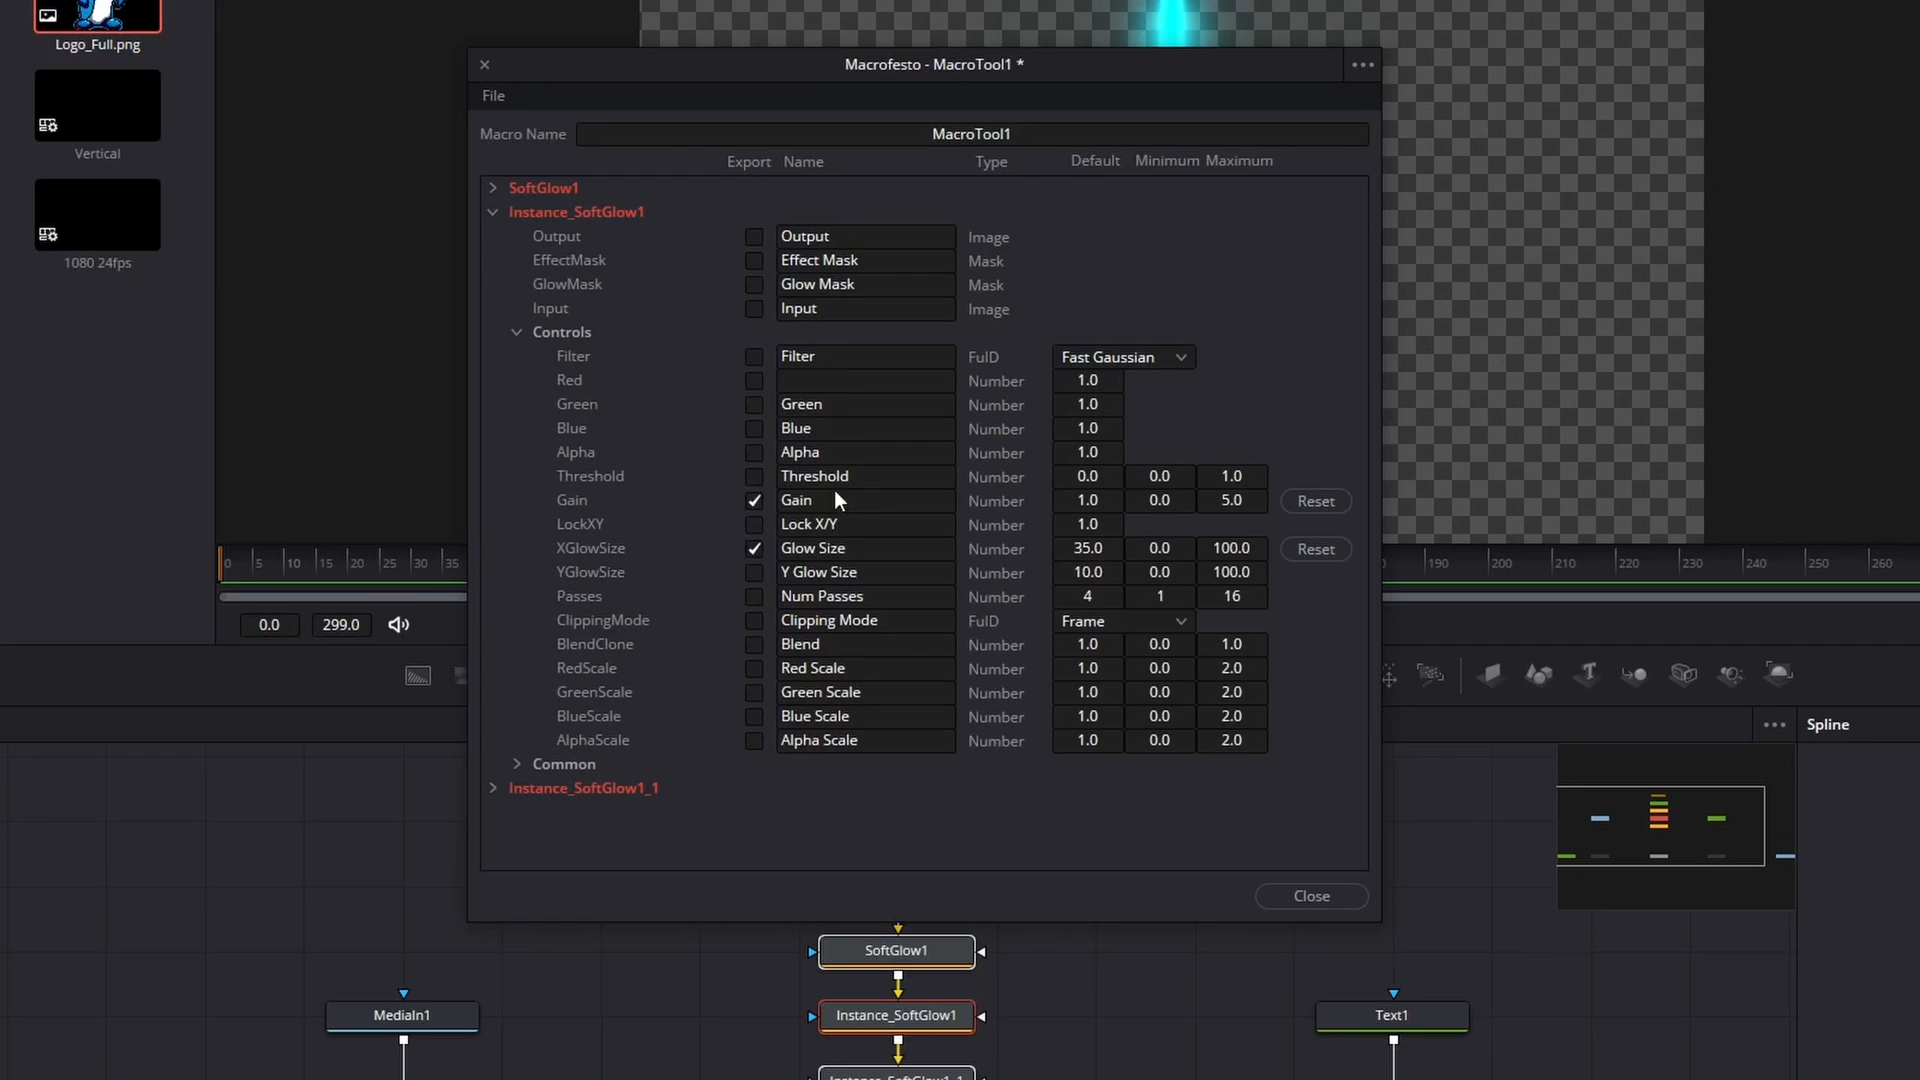 Logo_Full.png
Vertical
1080 24fps
Macrofesto - MacroTool1 *
File
Macro Name MacroTool1
Export Name Type Default Minimum Maximum
SoftGlow1
Instance_SoftGlow1
Output Output Image
EffectMask Effect Mask Mask
GlowMask Glow Mask Mask
Input Input Image
Controls
Filter Filter FuID Fast Gaussian
Red Number 1.0
Green Green Number 1.0
Blue Blue Number 1.0
Alpha Alpha Number 1.0
Threshold Threshold Number 0.0 0.0 1.0
Gain Gain Number 1.0 0.0 5.0 Reset
LockXY Lock X/Y Number 1.0
XGlowSize Glow Size Number 35.0 0.0 100.0 Reset
YGlowSize Y Glow Size Number 10.0 0.0 100.0
Passes Num Passes Number 4 1 16
ClippingMode Clipping Mode FuID Frame
BlendClone Blend Number 1.0 0.0 1.0
RedScale Red Scale Number 1.0 0.0 2.0
GreenScale Green Scale Number 1.0 0.0 2.0
BlueScale Blue Scale Number 1.0 0.0 2.0
AlphaScale Alpha Scale Number 1.0 0.0 2.0
Common
Instance_SoftGlow1_1
Close
0 5 10 15 20 25 30 35 190 200 210 220 230 240 250 260
0.0 299.0
Spline
SoftGlow1
MediaIn1 Instance_SoftGlow1 Text1
Instance_SoftGlow1_1